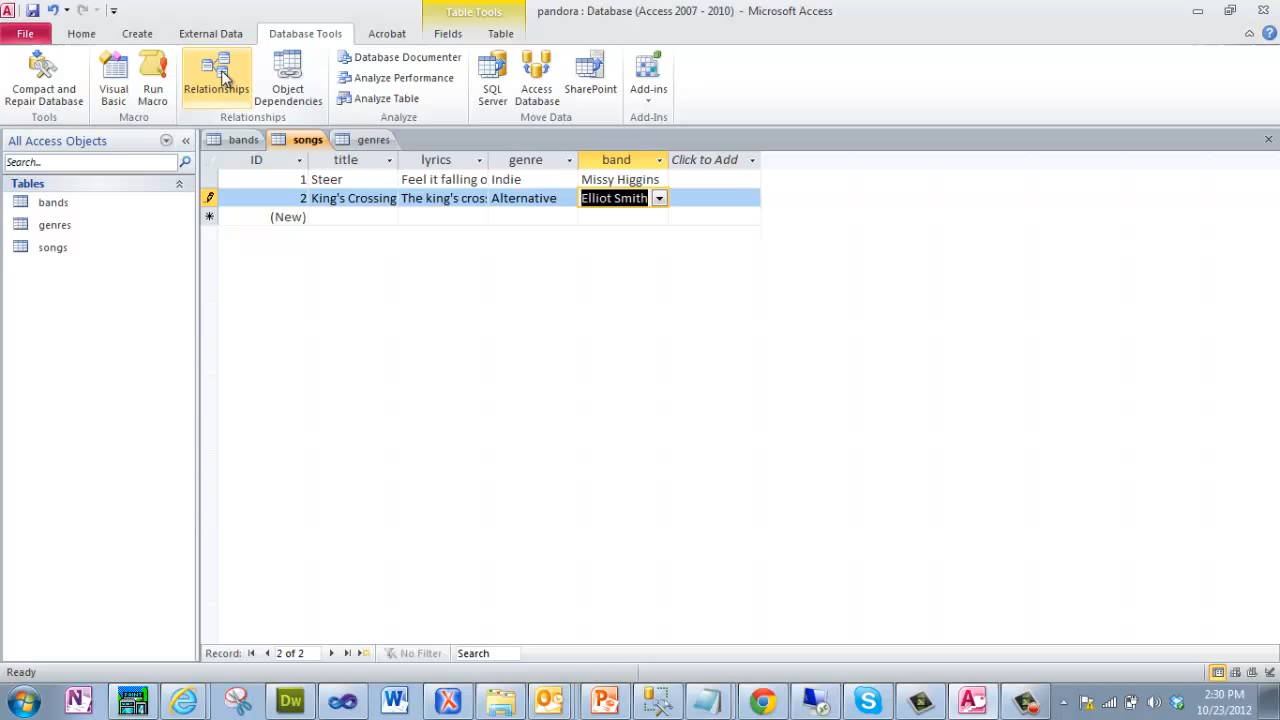 Table Tools
pandora : Database (Access 2007 - 2010) - Microsoft Access
File Home Create External Data Database Tools Acrobat Fields Table
Compact and Repair Database
Visual Basic
Run Macro
Relationships
Object Dependencies
Database Documenter
Analyze Performance
Analyze Table
SQL Server
Access Database
SharePoint
Add-ins
Tools Macro Relationships Analyze Move Data Add-Ins
All Access Objects
Search...
Tables
bands
genres
songs
bands songs genres
ID title lyrics genre band Click to Add
1 Steer Feel it falling o Indie Missy Higgins
2 King's Crossing The king's cros Alternative Elliot Smith
(New)
Record: 2 of 2 No Filter Search
Ready
2:30 PM
10/23/2012